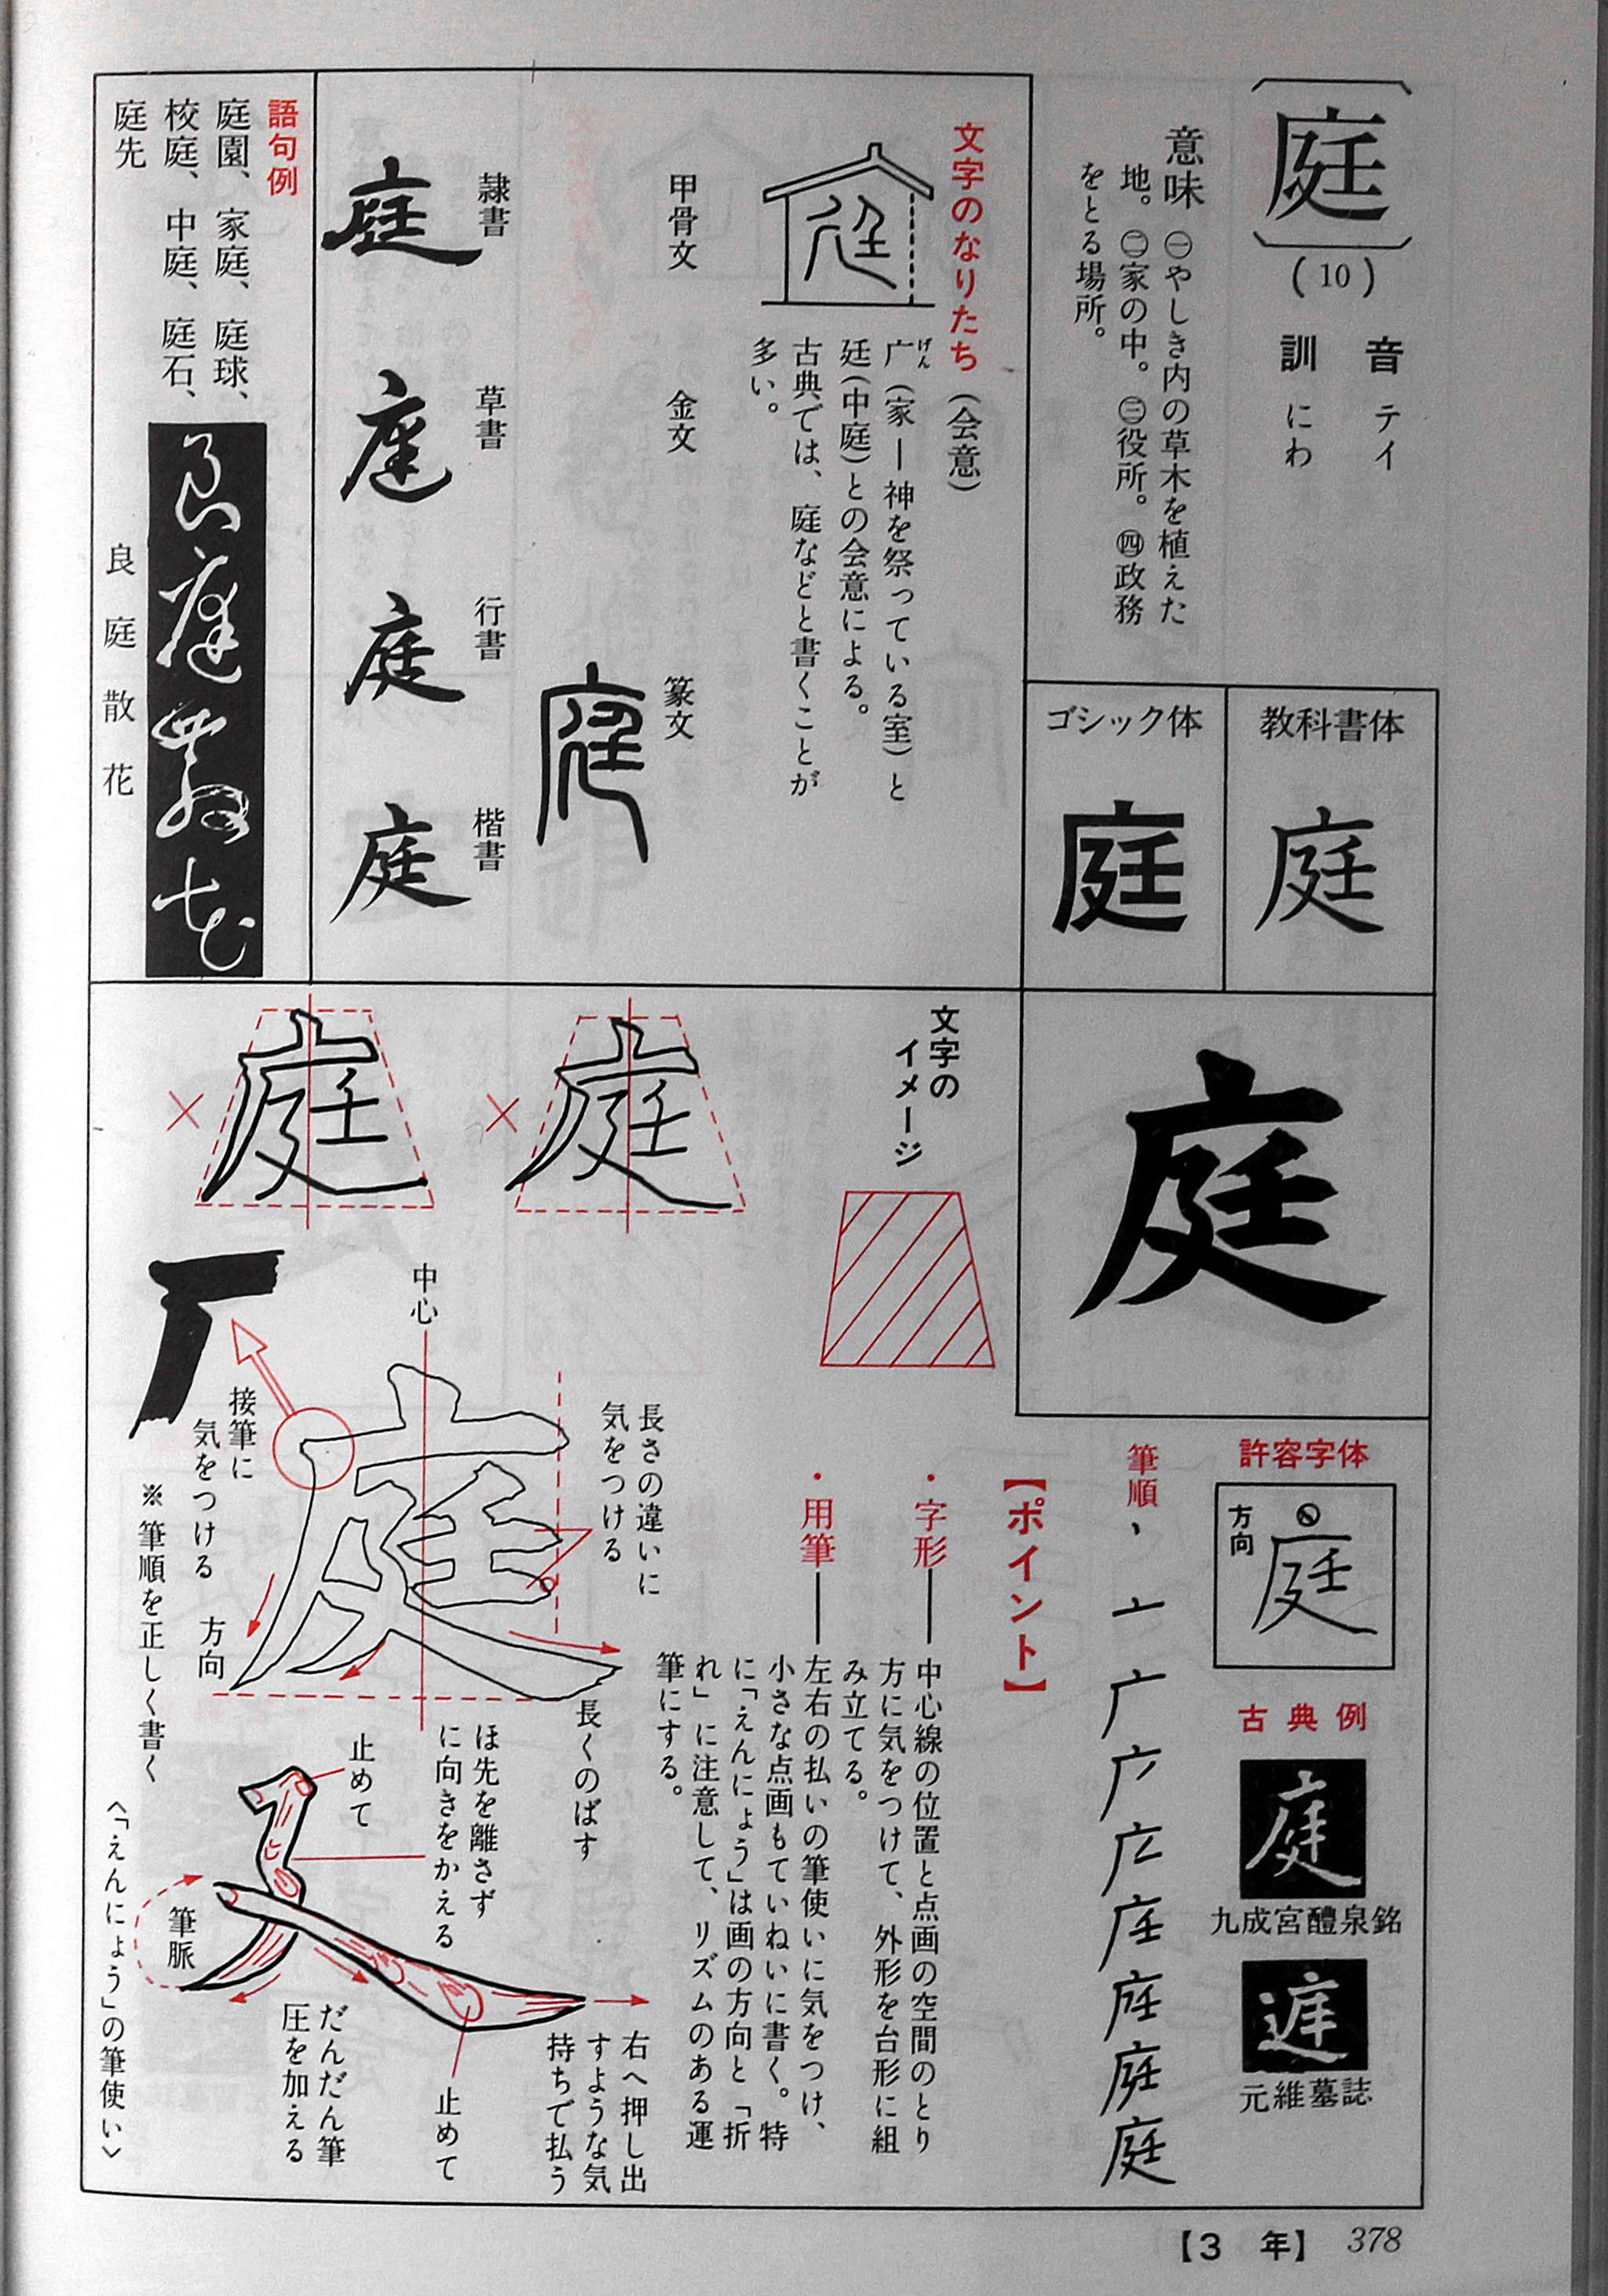 〔庭〕(10)
音 テイ
訓 にわ
意味 ㊀やしき内の草木を植えた
地。㊁家の中。㊂役所。㊃政務
をとる場所。
教科書体
庭
ゴシック体
庭
文字のなりたち(会意)
广(家―神を祭っている室)と
げん
廷(中庭)との会意による。
古典では、庭などと書くことが
多い。
甲骨文
金文
篆文
庭
隷書
庭
草書
庭
行書
庭
楷書
庭
語句例
庭園、家庭、庭球、
校庭、中庭、庭石、
庭先
良庭散花
良庭散花
庭
文字の
イメージ
庭
×
庭
×
許容字体
庭
方向
古典例
庭
九成宮醴泉銘
庭
元維墓誌
筆順
庭
【ポイント】
・字形―中心線の位置と点画の空間のとり
方に気をつけて、外形を台形に組
み立てる。
・用筆―左右の払いの筆使いに気をつけ、
小さな点画もていねいに書く。特
に「えんにょう」は画の方向と「折
れ」に注意して、リズムのある運
筆にする。
長さの違いに
気をつける
中心
庭
接筆に
気をつける
方向
長くのばす
※筆順を正しく書く
ほ先を離さず
に向きをかえる
止めて
筆脈
だんだん筆
圧を加える
止めて
右へ押し出
すような気
持ちで払う
〈「えんにょう」の筆使い〉
【3 年】 378